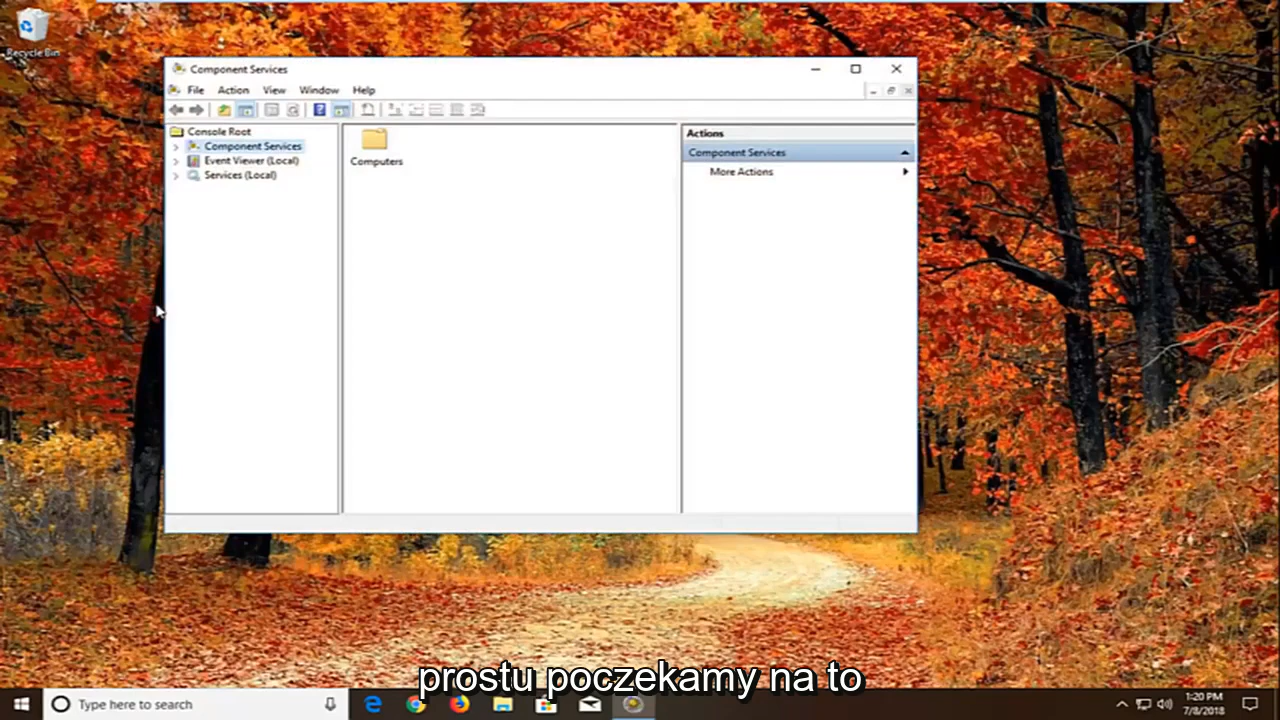 Recycle Bin
Component Services
File Action View Window Help
Console Root
Component Services
Event Viewer (Local)
Services (Local)
Computers
Actions
Component Services
More Actions
prostu poczekamy na to
Type here to search
1:20 PM
7/8/2018